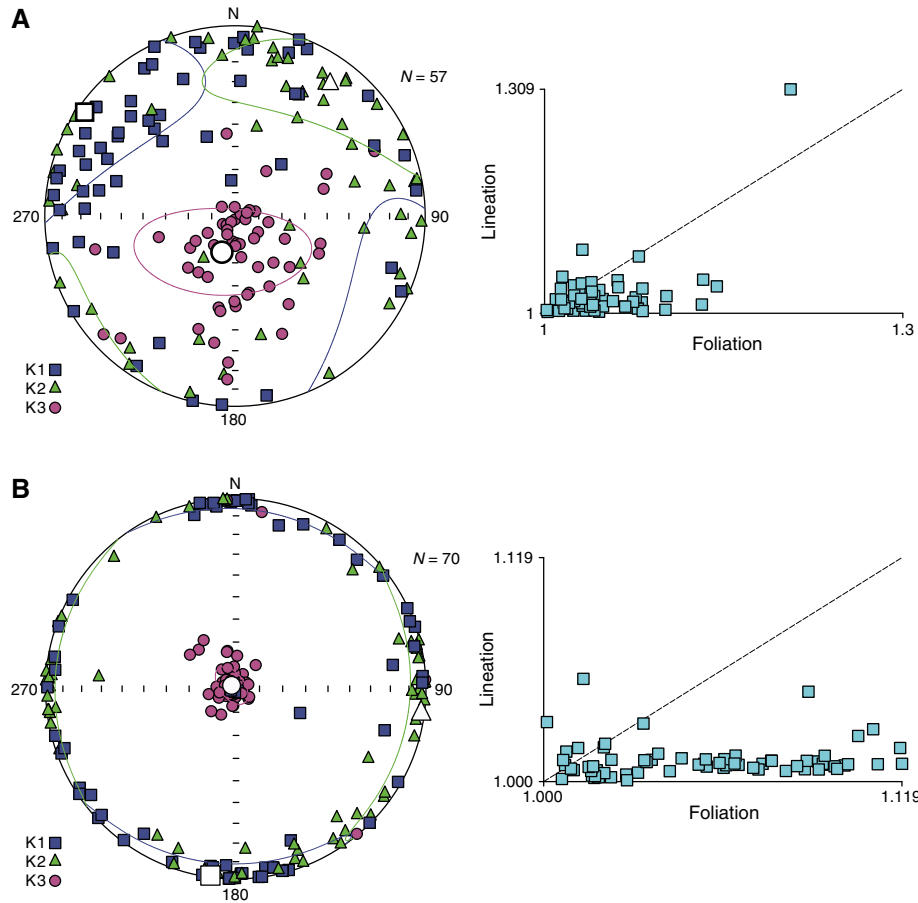 A
N
N = 57
270
90
180
K1
K2
K3
1.309
Lineation
1
1
1.3
Foliation
B
N
N = 70
270
90
180
K1
K2
K3
1.119
Lineation
1.000
1.000
1.119
Foliation